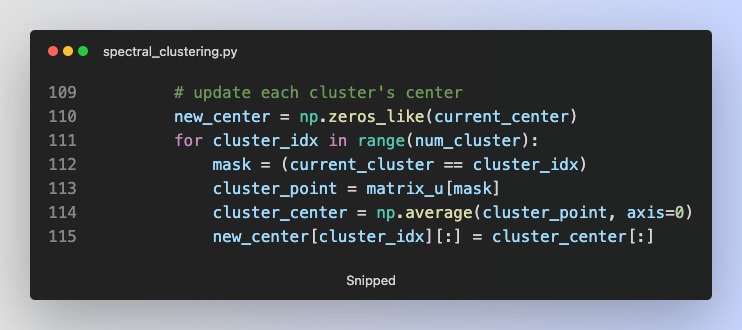 spectral_clustering.py
109 # update each cluster's center
110 new_center = np.zeros_like(current_center)
111 for cluster_idx in range(num_cluster):
112 mask = (current_cluster == cluster_idx)
113 cluster_point = matrix_u[mask]
114 cluster_center = np.average(cluster_point, axis=0)
115 new_center[cluster_idx][:] = cluster_center[:]
Snipped